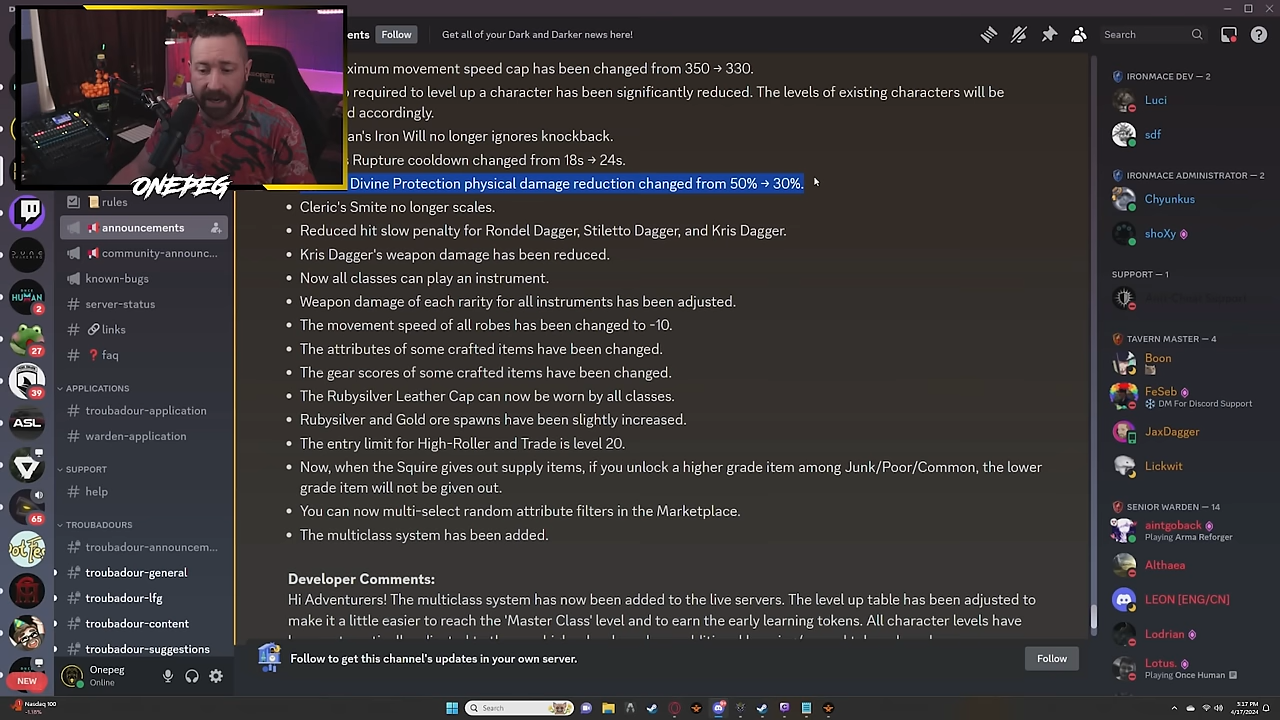 ents
Follow
Get all of your Dark and Darker news here!
Search
ximum movement speed cap has been changed from 350 → 330.
required to level up a character has been significantly reduced. The levels of existing characters will be
d accordingly.
an's Iron Will no longer ignores knockback.
s Rupture cooldown changed from 18s → 24s.
Divine Protection physical damage reduction changed from 50% → 30%.
• Cleric's Smite no longer scales.
• Reduced hit slow penalty for Rondel Dagger, Stiletto Dagger, and Kris Dagger.
• Kris Dagger's weapon damage has been reduced.
• Now all classes can play an instrument.
• Weapon damage of each rarity for all instruments has been adjusted.
• The movement speed of all robes has been changed to -10.
• The attributes of some crafted items have been changed.
• The gear scores of some crafted items have been changed.
• The Rubysilver Leather Cap can now be worn by all classes.
• Rubysilver and Gold ore spawns have been slightly increased.
• The entry limit for High-Roller and Trade is level 20.
• Now, when the Squire gives out supply items, if you unlock a higher grade item among Junk/Poor/Common, the lower
grade item will not be given out.
• You can now multi-select random attribute filters in the Marketplace.
• The multiclass system has been added.
Developer Comments:
Hi Adventurers! The multiclass system has now been added to the live servers. The level up table has been adjusted to
make it a little easier to reach the 'Master Class' level and to earn the early learning tokens. All character levels have
Follow to get this channel's updates in your own server.
Follow
ONEPEG
rules
announcements
community-announc...
known-bugs
server-status
links
faq
APPLICATIONS
troubadour-application
warden-application
SUPPORT
help
TROUBADOURS
troubadour-announcem...
troubadour-general
troubadour-lfg
troubadour-content
troubadour-suggestions
Onepeg
Online
DUNE
HUMAN
2
27
39
ASL
65
NEW
IRONMACE DEV — 2
Luci
sdf
IRONMACE ADMINISTRATOR — 2
Chyunkus
shoXy
SUPPORT — 1
TAVERN MASTER — 4
Boon
FeSeb
DM For Discord Support
JaxDagger
Lickwit
SENIOR WARDEN — 14
aintgoback
Playing Arma Reforger
Althaea
LEON [ENG/CN]
Lodrian
Lotus.
Playing Once Human
Nasdaq 100
-1.18%
Search
5:17 PM
4/17/2024